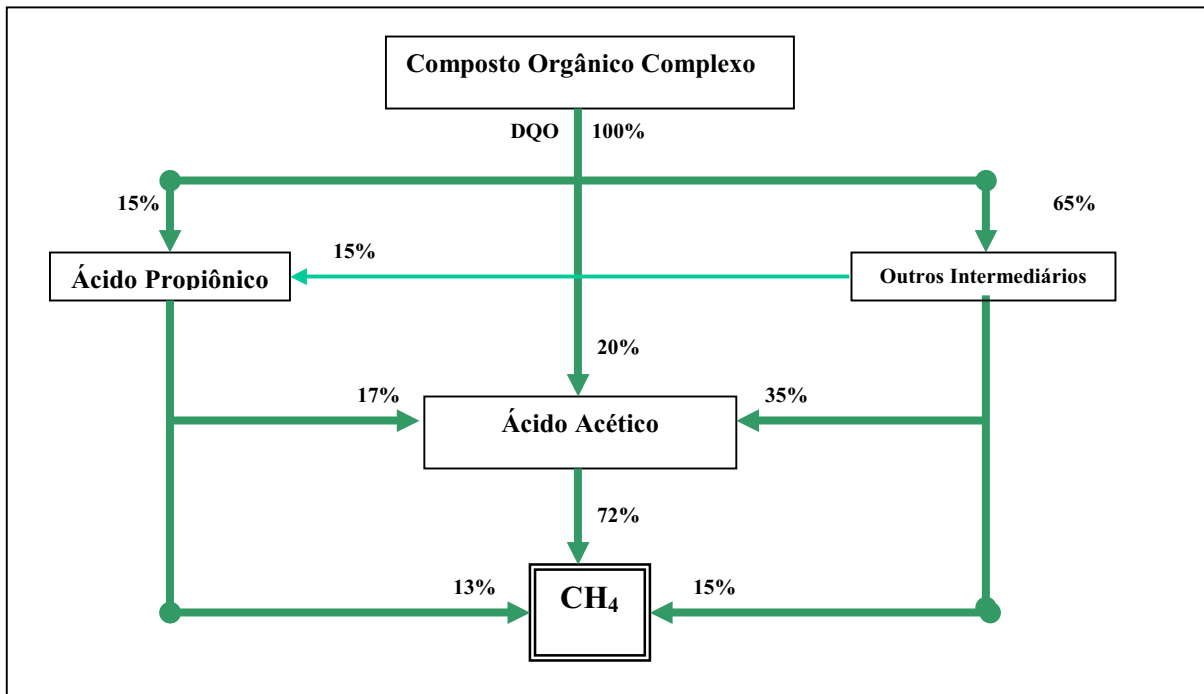 Composto Orgânico Complexo
DQO 100%
15%
65%
Ácido Propiônico
15%
Outros Intermediários
20%
17%
Ácido Acético
35%
72%
13%
CH₄
15%